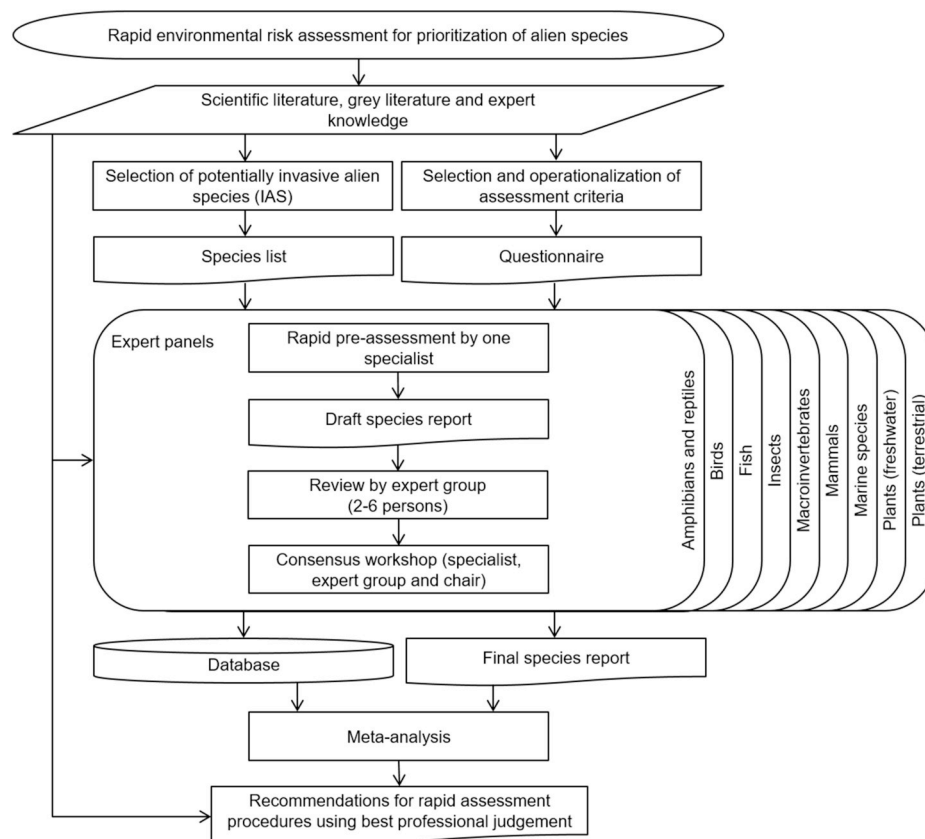 Rapid environmental risk assessment for prioritization of alien species
Scientific literature, grey literature and expert
knowledge
Selection of potentially invasive alien
species (IAS)
Selection and operationalization of
assessment criteria
Species list
Questionnaire
Expert panels
Rapid pre-assessment by one
specialist
Draft species report
Review by expert group
(2-6 persons)
Consensus workshop (specialist,
expert group and chair)
Amphibians and reptiles
Birds
Fish
Insects
Macroinvertebrates
Mammals
Marine species
Plants (freshwater)
Plants (terrestrial)
Database
Final species report
Meta-analysis
Recommendations for rapid assessment
procedures using best professional judgement